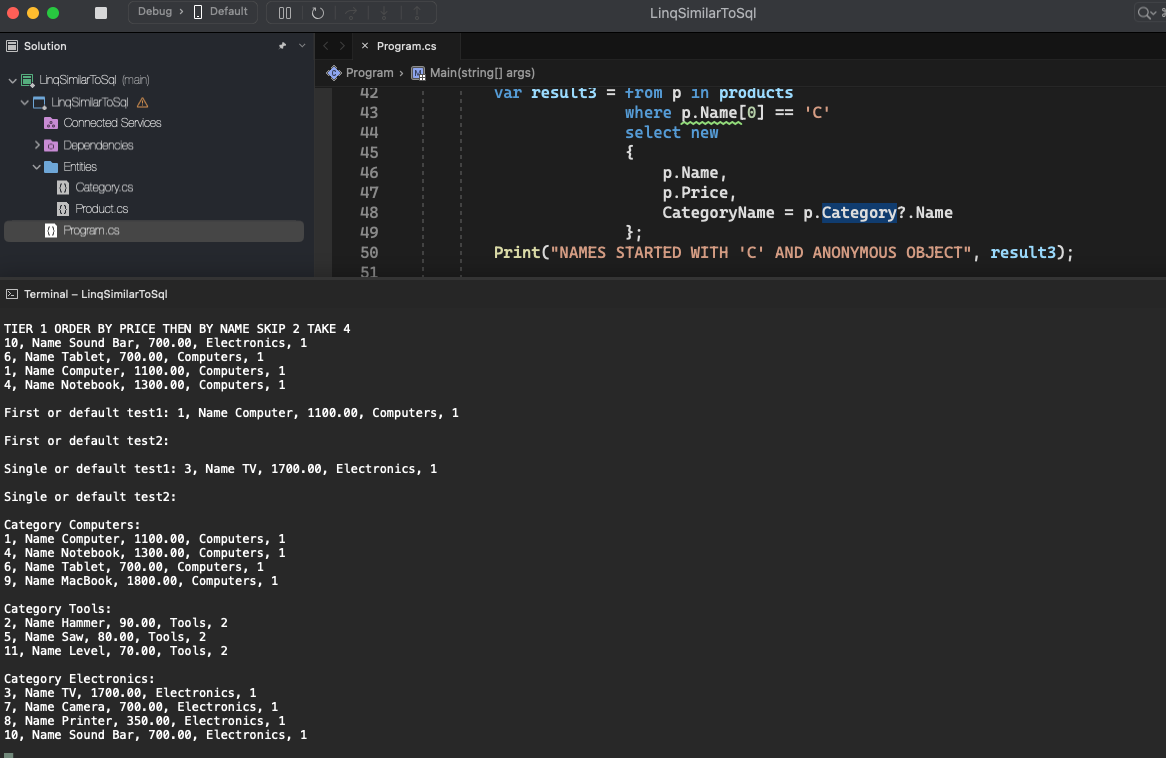 Debug › Default
LinqSimilarToSql
Solution
Program.cs
Program › Main(string[] args)
LinqSimilarToSql (main)
LinqSimilarToSql
Connected Services
Dependencies
Entities
Category.cs
Product.cs
Program.cs
42 var result3 = from p in products
43 where p.Name[0] == 'C'
44 select new
45 {
46 p.Name,
47 p.Price,
48 CategoryName = p.Category?.Name
49 };
50 Print("NAMES STARTED WITH 'C' AND ANONYMOUS OBJECT", result3);
51
Terminal – LinqSimilarToSql
TIER 1 ORDER BY PRICE THEN BY NAME SKIP 2 TAKE 4
10, Name Sound Bar, 700.00, Electronics, 1
6, Name Tablet, 700.00, Computers, 1
1, Name Computer, 1100.00, Computers, 1
4, Name Notebook, 1300.00, Computers, 1
First or default test1: 1, Name Computer, 1100.00, Computers, 1
First or default test2:
Single or default test1: 3, Name TV, 1700.00, Electronics, 1
Single or default test2:
Category Computers:
1, Name Computer, 1100.00, Computers, 1
4, Name Notebook, 1300.00, Computers, 1
6, Name Tablet, 700.00, Computers, 1
9, Name MacBook, 1800.00, Computers, 1
Category Tools:
2, Name Hammer, 90.00, Tools, 2
5, Name Saw, 80.00, Tools, 2
11, Name Level, 70.00, Tools, 2
Category Electronics:
3, Name TV, 1700.00, Electronics, 1
7, Name Camera, 700.00, Electronics, 1
8, Name Printer, 350.00, Electronics, 1
10, Name Sound Bar, 700.00, Electronics, 1